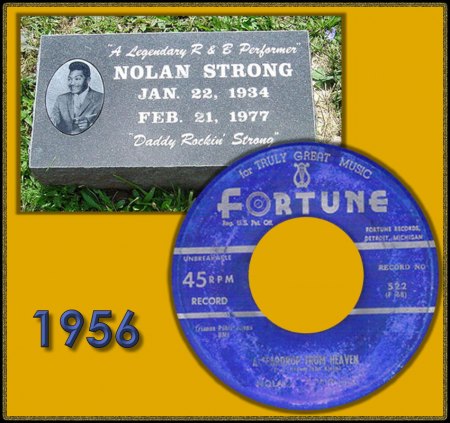 "A Legendary R & B Performer"
NOLAN STRONG
JAN. 22, 1934
FEB. 21, 1977
"Daddy Rockin' Strong"
for TRULY GREAT MUSIC
FORTUNE
Reg. U.S. Pat. Off.
FORTUNE RECORDS,
DETROIT, MICHIGAN
UNBREAKABLE
45 RPM
RECORD
RECORD NO
522
BMI
FROM HEAVEN
1956